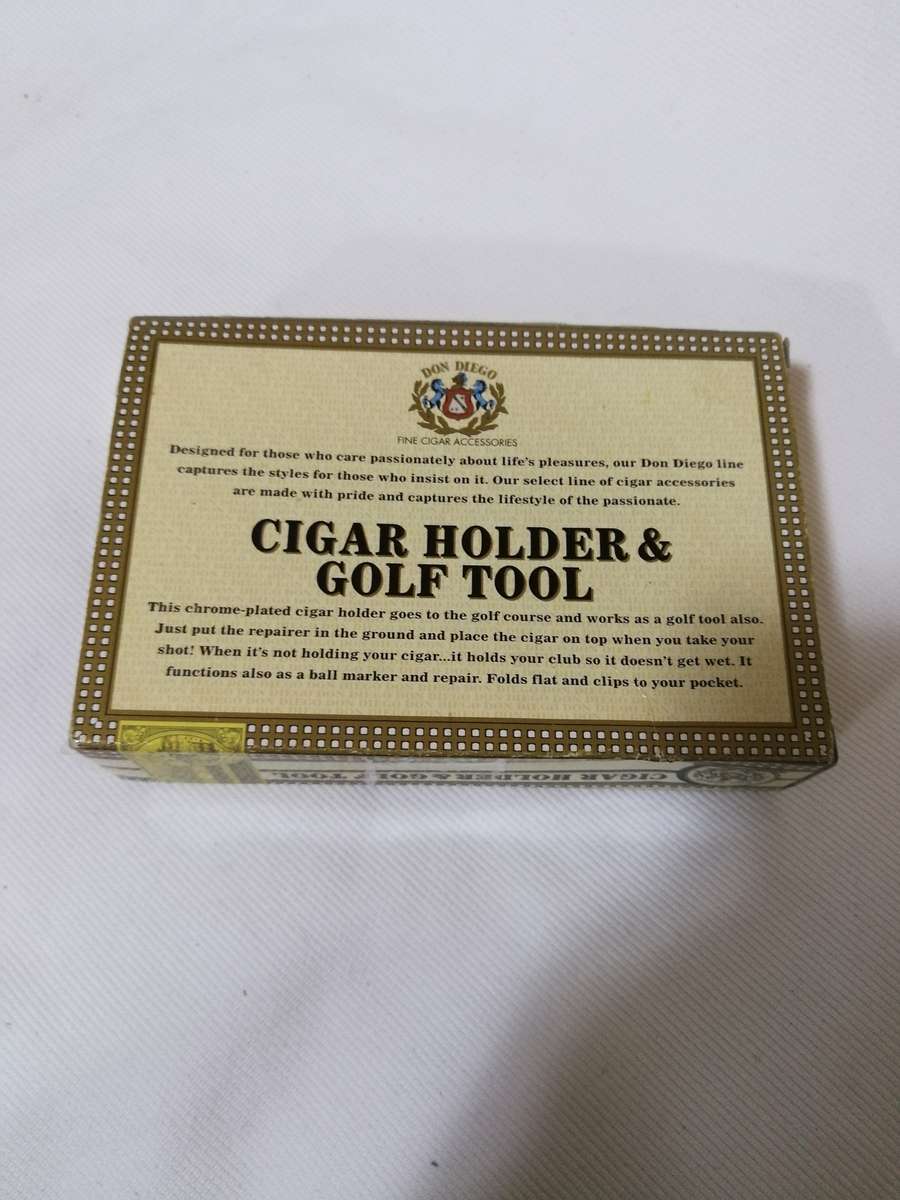 DON DIEGO
FINE CIGAR ACCESSORIES
Designed for those who care passionately about life's pleasures, our Don Diego line
captures the styles for those who insist on it. Our select line of cigar accessories
are made with pride and captures the lifestyle of the passionate.
CIGAR HOLDER &
GOLF TOOL
This chrome-plated cigar holder goes to the golf course and works as a golf tool also.
Just put the repairer in the ground and place the cigar on top when you take your
shot! When it's not holding your cigar...it holds your club so it doesn't get wet. It
functions also as a ball marker and repair. Folds flat and clips to your pocket.
CIGAR HOLDER & GOLF TOOL